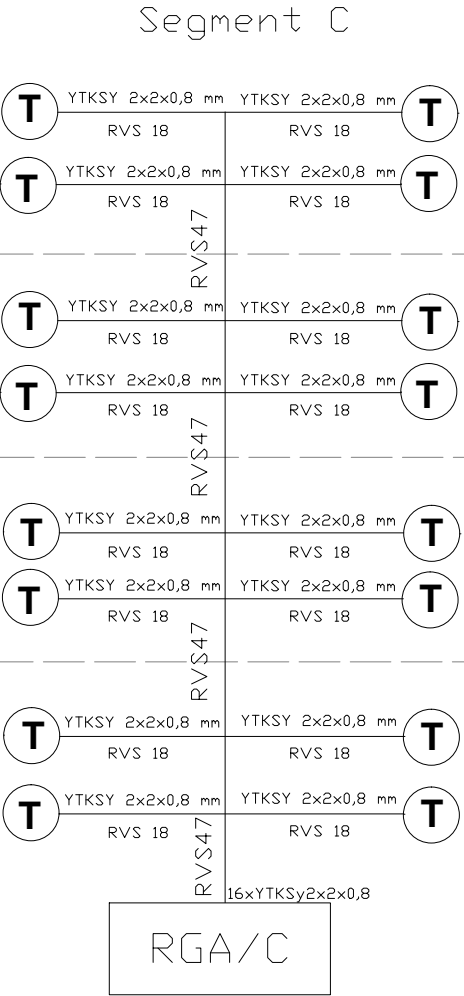 Segment C
T YTKSY 2x2x0,8 mm YTKSY 2x2x0,8 mm T
RVS 18 RVS 18
T YTKSY 2x2x0,8 mm YTKSY 2x2x0,8 mm T
RVS 18 RVS 18
RVS47
T YTKSY 2x2x0,8 mm YTKSY 2x2x0,8 mm T
RVS 18 RVS 18
T YTKSY 2x2x0,8 mm YTKSY 2x2x0,8 mm T
RVS 18 RVS 18
RVS47
T YTKSY 2x2x0,8 mm YTKSY 2x2x0,8 mm T
RVS 18 RVS 18
T YTKSY 2x2x0,8 mm YTKSY 2x2x0,8 mm T
RVS 18 RVS 18
RVS47
T YTKSY 2x2x0,8 mm YTKSY 2x2x0,8 mm T
RVS 18 RVS 18
T YTKSY 2x2x0,8 mm YTKSY 2x2x0,8 mm T
RVS 18 RVS 18
RVS47
16xYTKSy2x2x0,8
RGA/C